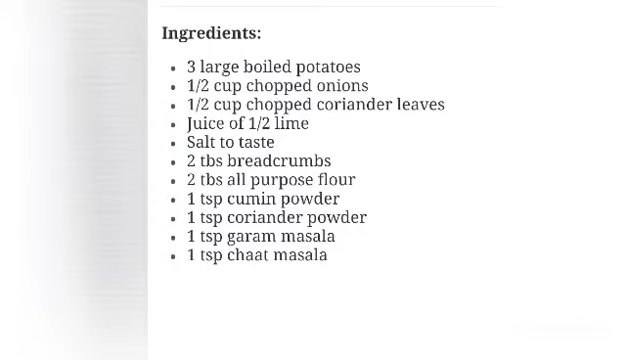 Ingredients:
3 large boiled potatoes
1/2 cup chopped onions
1/2 cup chopped coriander leaves
Juice of 1/2 lime
Salt to taste
2 tbs breadcrumbs
2 tbs all purpose flour
1 tsp cumin powder
1 tsp coriander powder
1 tsp garam masala
1 tsp chaat masala